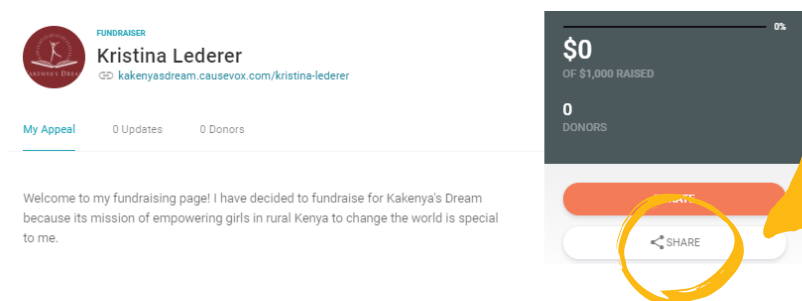 FUNDRAISER
Kristina Lederer
kakenyasdream.causevox.com/kristina-lederer
My Appeal 0 Updates 0 Donors
Welcome to my fundraising page! I have decided to fundraise for Kakenya's Dream
because its mission of empowering girls in rural Kenya to change the world is special
to me.
0%
$0
OF $1,000 RAISED
0
DONORS
DONATE
SHARE